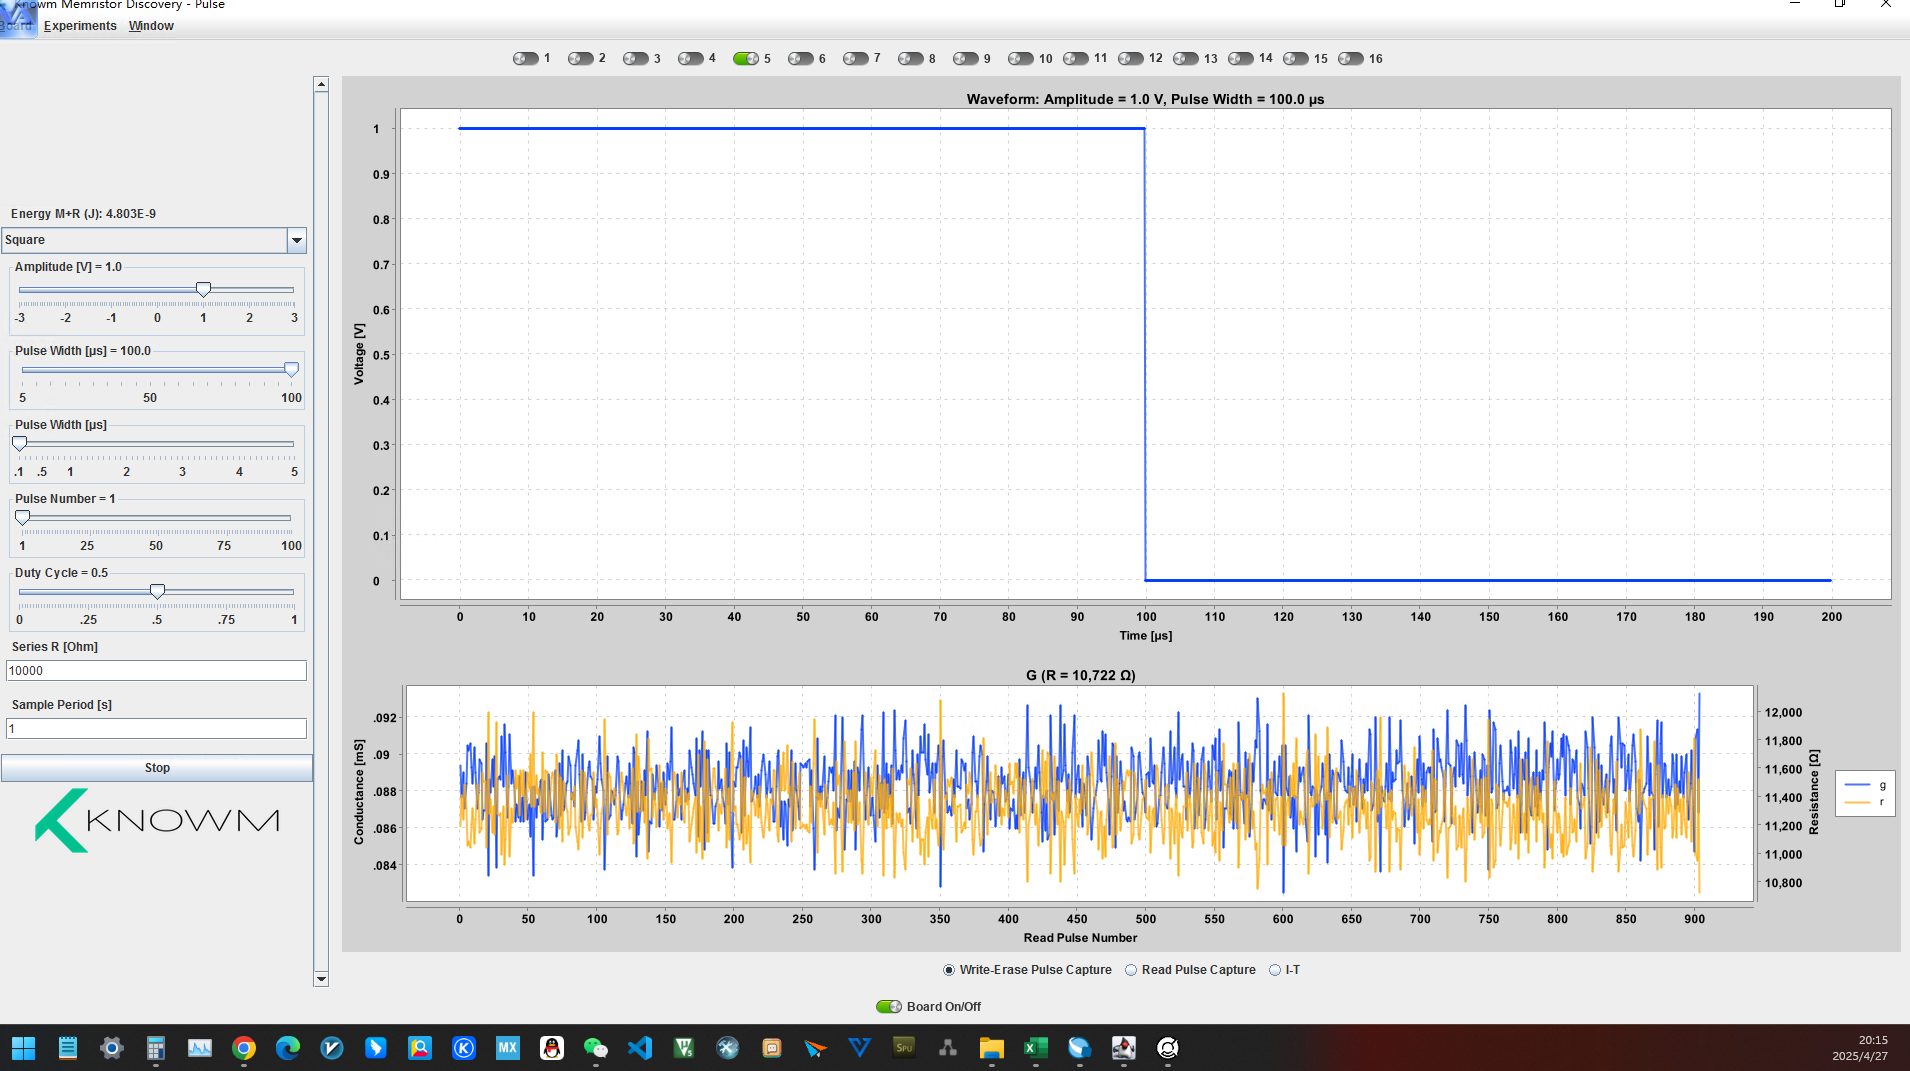 Knowm Memristor Discovery - Pulse
Board Experiments Window
1 2 3 4 5 6 7 8 9 10 11 12 13 14 15 16
Energy M+R (J): 4.803E-9
Square
Amplitude [V] = 1.0
-3 -2 -1 0 1 2 3
Pulse Width [µs] = 100.0
5 50 100
Pulse Width [µs]
.1 .5 1 2 3 4 5
Pulse Number = 1
1 25 50 75 100
Duty Cycle = 0.5
0 .25 .5 .75 1
Series R [Ohm]
10000
Sample Period [s]
1
Stop
KNOWM
Waveform: Amplitude = 1.0 V, Pulse Width = 100.0 µs
Voltage [V]
1
0.9
0.8
0.7
0.6
0.5
0.4
0.3
0.2
0.1
0
0 10 20 30 40 50 60 70 80 90 100 110 120 130 140 150 160 170 180 190 200
Time [µs]
G (R = 10,722 Ω)
Conductance [mS]
.092
.09
.088
.086
.084
12,000
11,800
11,600
11,400
11,200
11,000
10,800
Resistance [Ω]
g
r
0 50 100 150 200 250 300 350 400 450 500 550 600 650 700 750 800 850 900
Read Pulse Number
Write-Erase Pulse Capture Read Pulse Capture I-T
Board On/Off
MX
SPU
20:15
2025/4/27